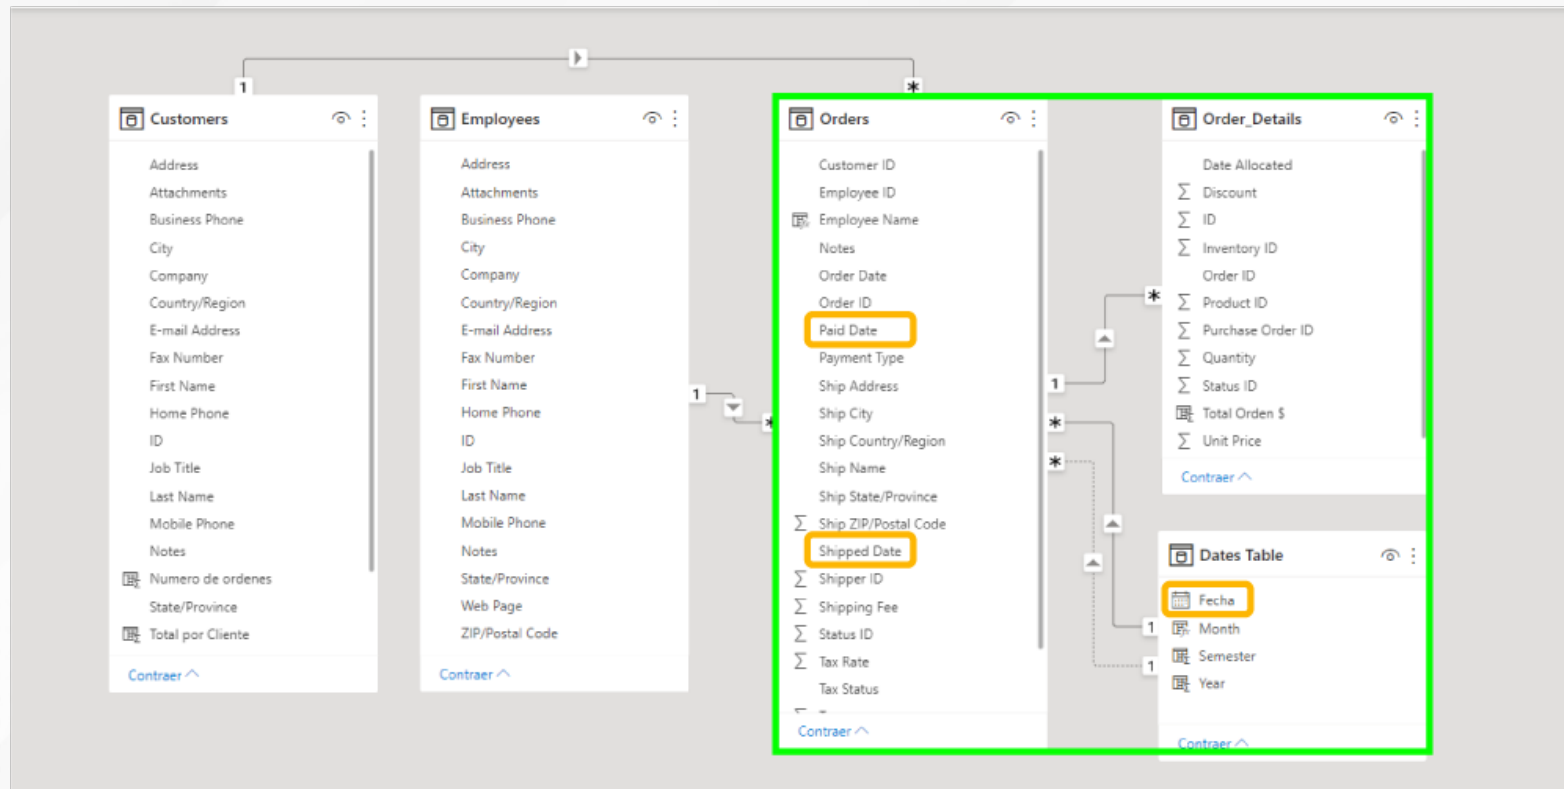 1
*
Customers
Address
Attachments
Business Phone
City
Company
Country/Region
E-mail Address
Fax Number
First Name
Home Phone
ID
Job Title
Last Name
Mobile Phone
Notes
Numero de ordenes
State/Province
Total por Cliente
Contraer
Employees
Address
Attachments
Business Phone
City
Company
Country/Region
E-mail Address
Fax Number
First Name
Home Phone
ID
Job Title
Last Name
Mobile Phone
Notes
State/Province
Web Page
ZIP/Postal Code
Contraer
1
*
Orders
Customer ID
Employee ID
Employee Name
Notes
Order Date
Order ID
Paid Date
Payment Type
Ship Address
Ship City
Ship Country/Region
Ship Name
Ship State/Province
Σ Ship ZIP/Postal Code
Shipped Date
Σ Shipper ID
Σ Shipping Fee
Σ Status ID
Σ Tax Rate
Tax Status
Contraer
1
*
*
*
1
1
Order_Details
Date Allocated
Σ Discount
Σ ID
Σ Inventory ID
Order ID
Σ Product ID
Σ Purchase Order ID
Σ Quantity
Σ Status ID
Total Orden $
Σ Unit Price
Contraer
Dates Table
Fecha
Month
Semester
Year
Contraer